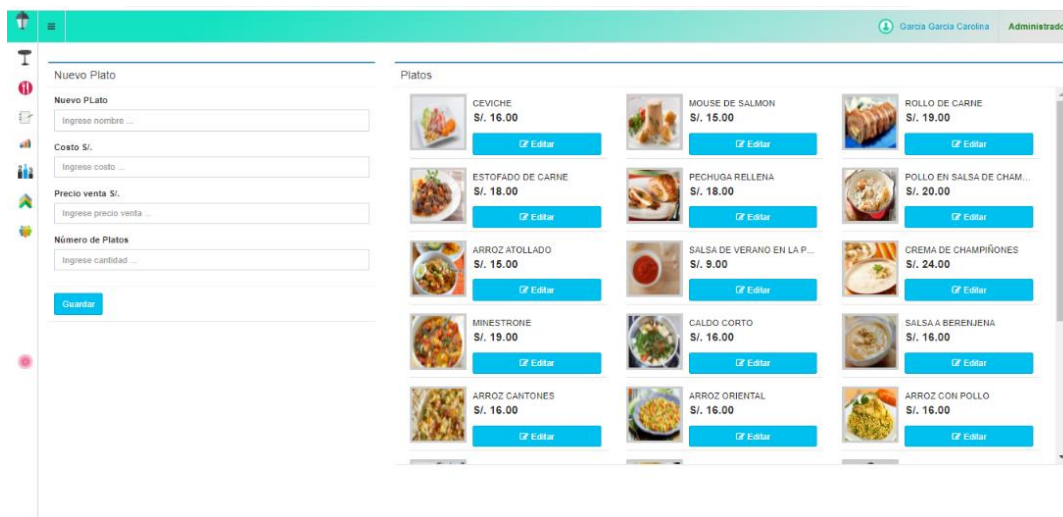 Garcia Garcia Carolina
Administrado
Nuevo Plato
Nuevo PLato
Ingrese nombre ...
Costo S/.
Ingrese costo ...
Precio venta S/.
Ingrese precio venta ...
Número de Platos
Ingrese cantidad ...
Guardar
Platos
CEVICHE
S/. 16.00
Editar
MOUSE DE SALMON
S/. 15.00
Editar
ROLLO DE CARNE
S/. 19.00
Editar
ESTOFADO DE CARNE
S/. 18.00
Editar
PECHUGA RELLENA
S/. 18.00
Editar
POLLO EN SALSA DE CHAM...
S/. 20.00
Editar
ARROZ ATOLLADO
S/. 15.00
Editar
SALSA DE VERANO EN LA P...
S/. 9.00
Editar
CREMA DE CHAMPIÑONES
S/. 24.00
Editar
MINESTRONE
S/. 19.00
Editar
CALDO CORTO
S/. 16.00
Editar
SALSA A BERENJENA
S/. 16.00
Editar
ARROZ CANTONES
S/. 16.00
Editar
ARROZ ORIENTAL
S/. 16.00
Editar
ARROZ CON POLLO
S/. 16.00
Editar